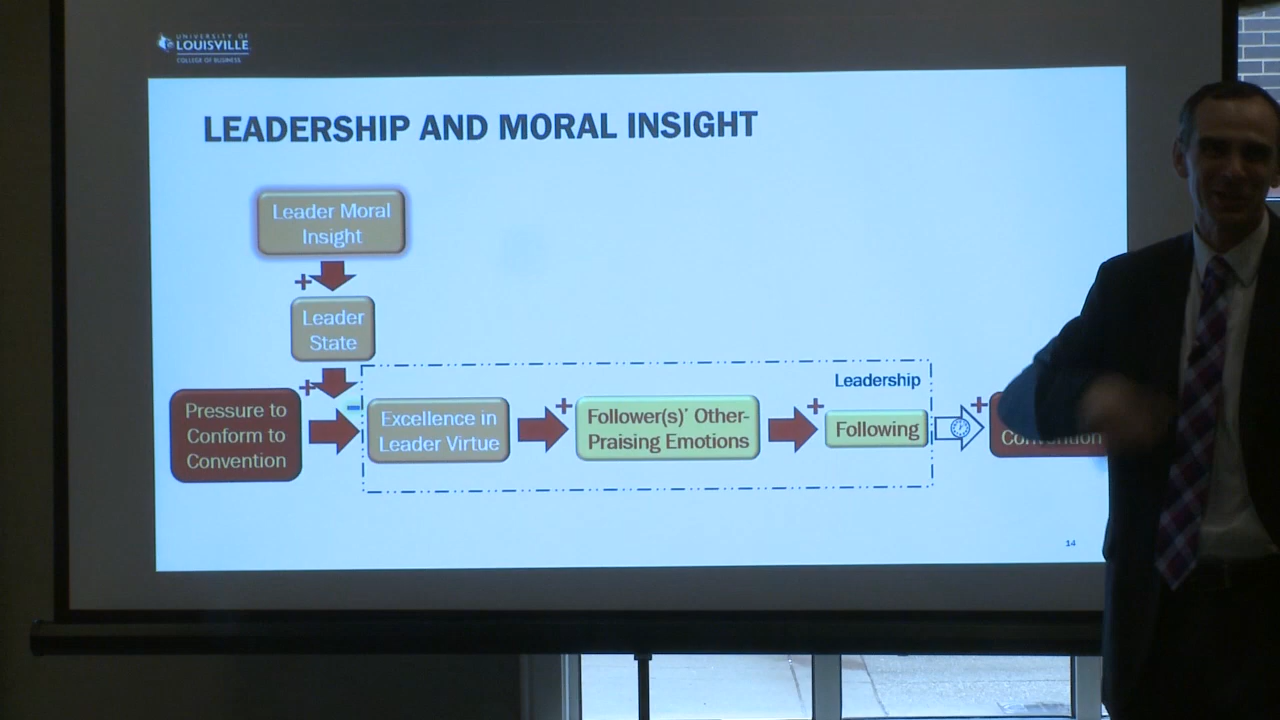 UNIVERSITY OF
LOUISVILLE
COLLEGE OF BUSINESS
LEADERSHIP AND MORAL INSIGHT
Leader Moral
Insight
+
Leader
State
+
Pressure to
Conform to
Convention
-
Excellence in
Leader Virtue
+
Follower(s)' Other-
Praising Emotions
+
Leadership
Following
+
Convention
14